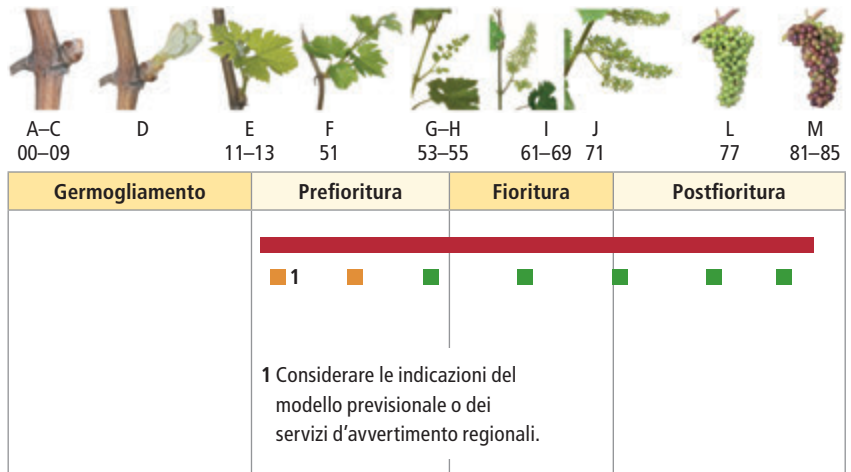 A–C D E F G–H I J L M
00–09 11–13 51 53–55 61–69 71 77 81–85
Germogliamento Prefioritura Fioritura Postfioritura
1
1 Considerare le indicazioni del
modello previsionale o dei
servizi d'avvertimento regionali.